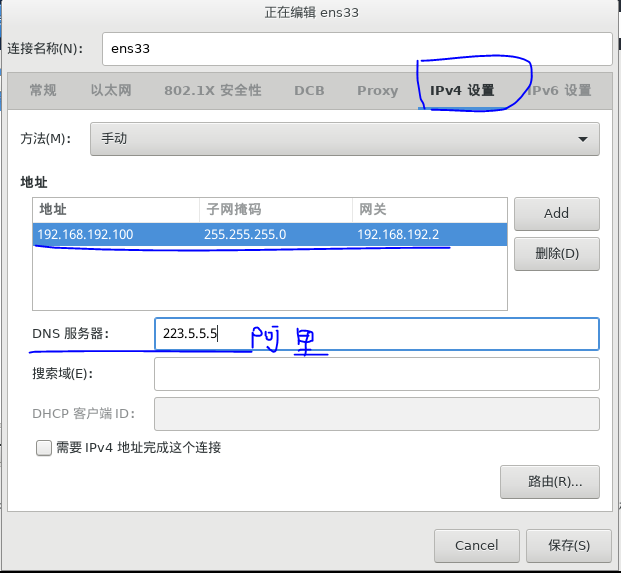 正在编辑 ens33
连接名称(N): ens33
常规 以太网 802.1X 安全性 DCB Proxy IPv4 设置 IPv6 设置
方法(M): 手动
地址
地址 子网掩码 网关
192.168.192.100 255.255.255.0 192.168.192.2
Add
删除(D)
DNS 服务器: 223.5.5.5 阿里
搜索域(E):
DHCP 客户端 ID:
需要 IPv4 地址完成这个连接
路由(R)...
Cancel 保存(S)